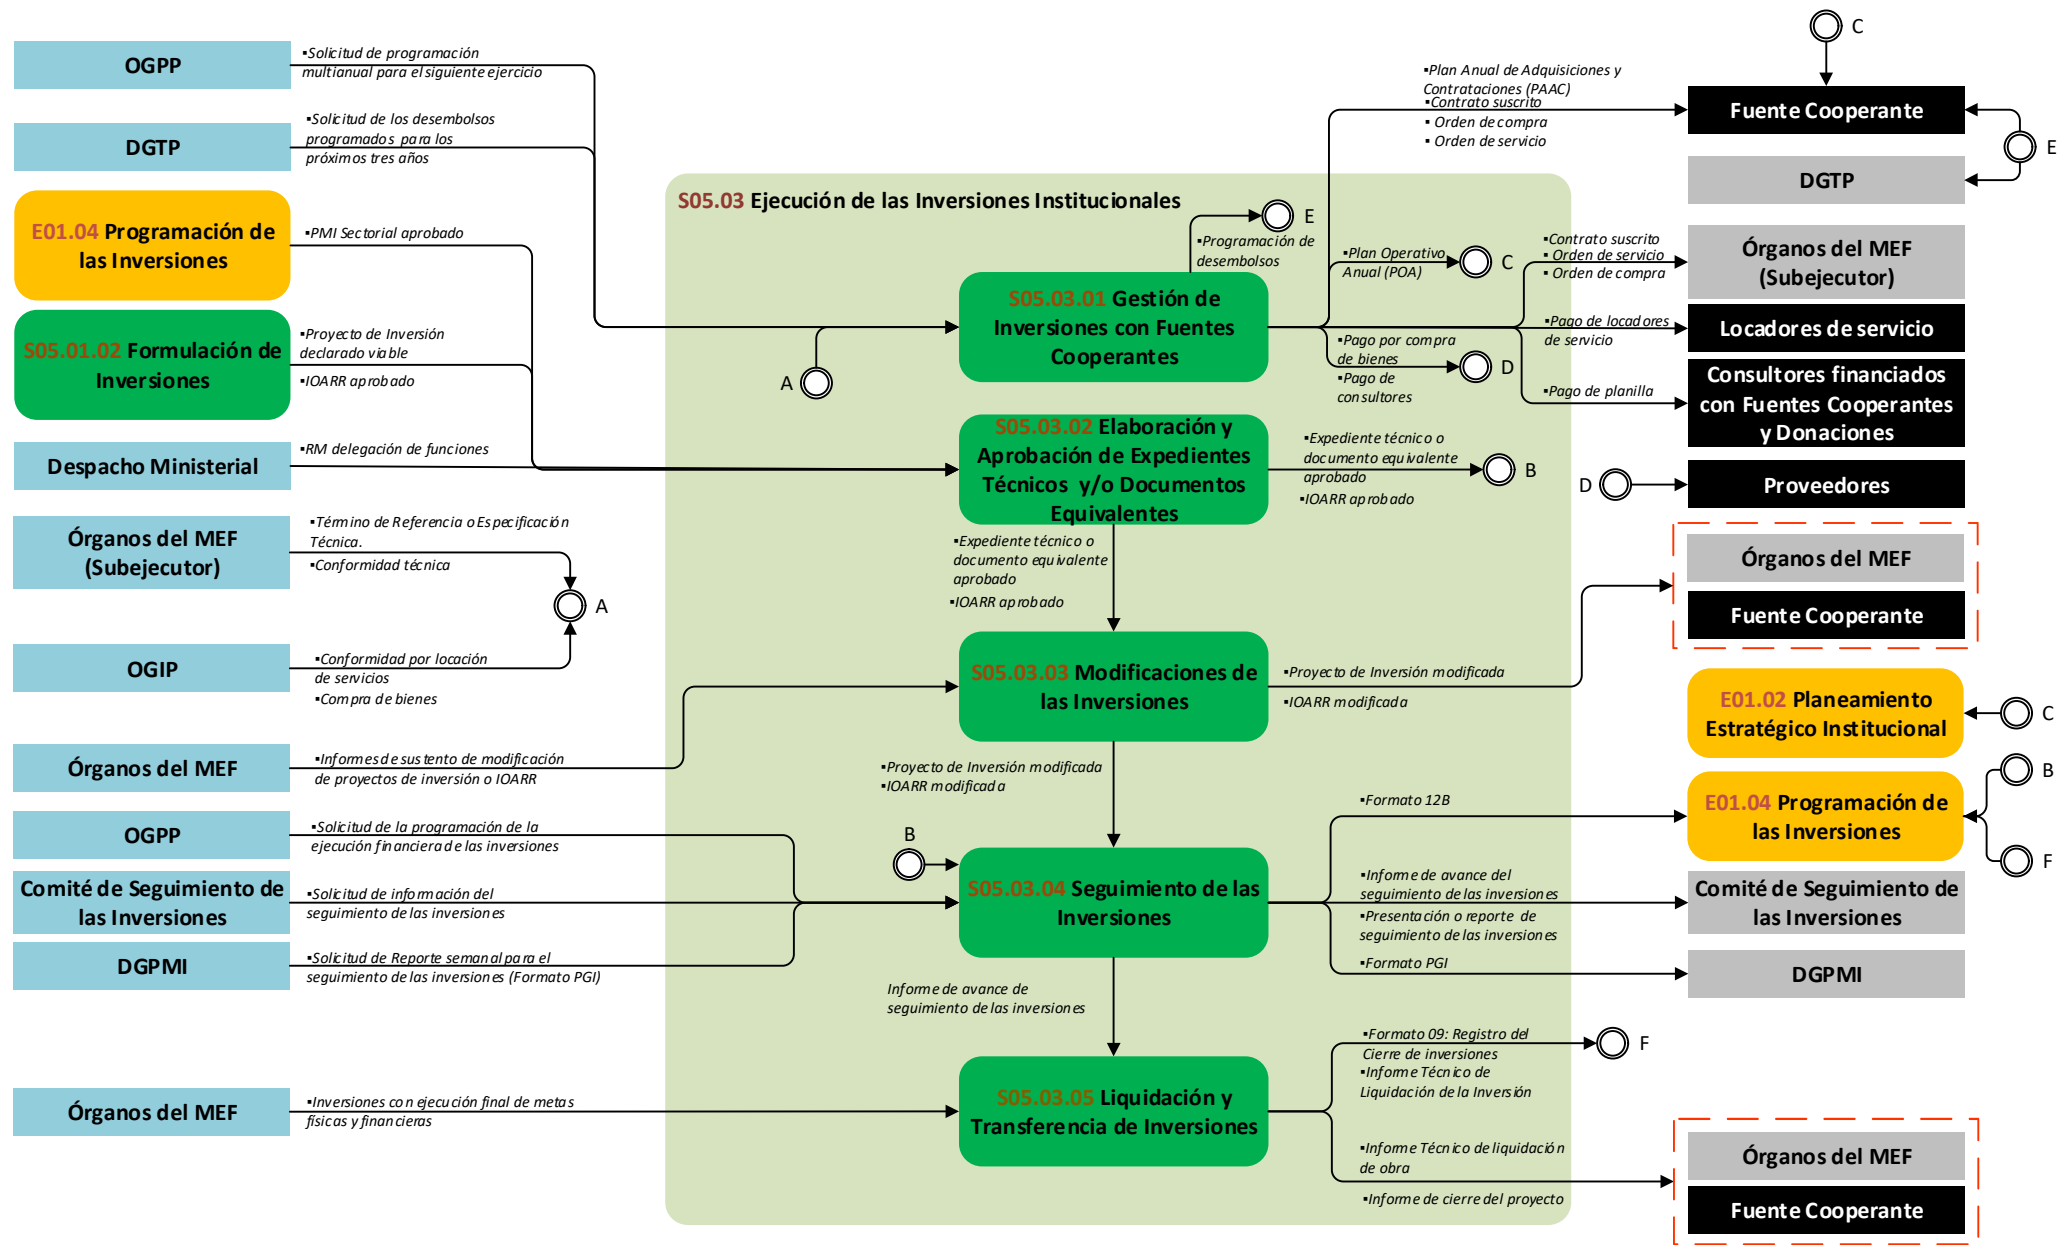 OGPP
▪Solicitud de programación
multianual para el siguiente ejercicio
DGTP
▪Solicitud de los desembolsos
programados para los
próximos tres años
E01.04 Programación de
las Inversiones
▪PMI Sectorial aprobado
S05.01.02 Formulación de
Inversiones
▪Proyecto de Inversión
declarado viable
▪IOARR aprobado
Despacho Ministerial
▪RM delegación de funciones
Órganos del MEF
(Subejecutor)
▪Término de Referencia o Especificación
Técnica.
▪Conformidad técnica
A
OGIP
▪Conformidad por locación
de servicios
▪Compra de bienes
Órganos del MEF
▪Informes de sustento de modificación
de proyectos de inversión o IOARR
OGPP
▪Solicitud de la programación de la
ejecución financiera de las inversiones
Comité de Seguimiento de
las Inversiones
▪Solicitud de información del
seguimiento de las inversiones
DGPMI
▪Solicitud de Reporte semanal para el
seguimiento de las inversiones (Formato PGI)
Órganos del MEF
▪Inversiones con ejecución final de metas
físicas y financieras
S05.03 Ejecución de las Inversiones Institucionales
E
▪Programación de
desembolsos
S05.03.01 Gestión de
Inversiones con Fuentes
Cooperantes
A
▪Plan Operativo
Anual (POA)
C
▪Pago por compra
de bienes
▪Pago de
consultores
D
S05.03.02 Elaboración y
Aprobación de Expedientes
Técnicos y/o Documentos
Equivalentes
▪Expediente técnico o
documento equivalente
aprobado
▪IOARR aprobado
B
▪Expediente técnico o
documento equivalente
aprobado
▪IOARR aprobado
S05.03.03 Modificaciones de
las Inversiones
▪Proyecto de Inversión modificada
▪IOARR modificada
▪Proyecto de Inversión modificada
▪IOARR modificada
B
S05.03.04 Seguimiento de las
Inversiones
▪Formato 12B
▪Informe de avance del
seguimiento de las inversiones
▪Presentación o reporte de
seguimiento de las inversiones
▪Formato PGI
Informe de avance de
seguimiento de las inversiones
S05.03.05 Liquidación y
Transferencia de Inversiones
▪Formato 09: Registro del
Cierre de inversiones
▪Informe Técnico de
Liquidación de la Inversión
F
▪Informe Técnico de liquidación
de obra
▪Informe de cierre del proyecto
▪Plan Anual de Adquisiciones y
Contrataciones (PAAC)
▪Contrato suscrito
▪ Orden de compra
▪ Orden de servicio
C
Fuente Cooperante
E
DGTP
▪Contrato suscrito
▪ Orden de servicio
▪ Orden de compra
Órganos del MEF
(Subejecutor)
▪Pago de locadores
de servicio
Locadores de servicio
▪Pago de planilla
Consultores financiados
con Fuentes Cooperantes
y Donaciones
D
Proveedores
Órganos del MEF
Fuente Cooperante
E01.02 Planeamiento
Estratégico Institucional
C
B
E01.04 Programación de
las Inversiones
F
Comité de Seguimiento de
las Inversiones
DGPMI
Órganos del MEF
Fuente Cooperante